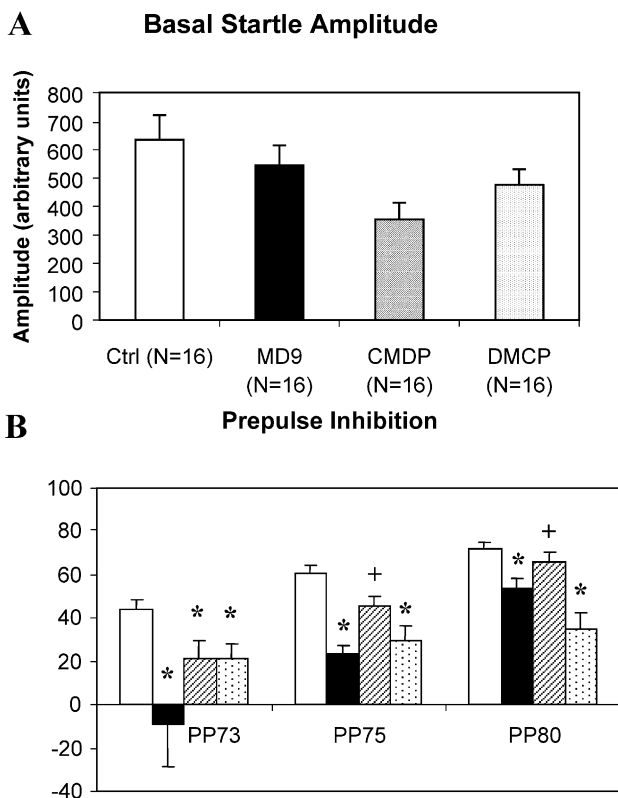 A
Basal Startle Amplitude
Amplitude (arbitrary units)
800
700
600
500
400
300
200
100
0
Ctrl (N=16) MD9 CMDP DMCP
(N=16) (N=16) (N=16)
Prepulse Inhibition
B
100
80
60
40
20
0
-20
-40
* * *
* + *
* + *
PP73 PP75 PP80